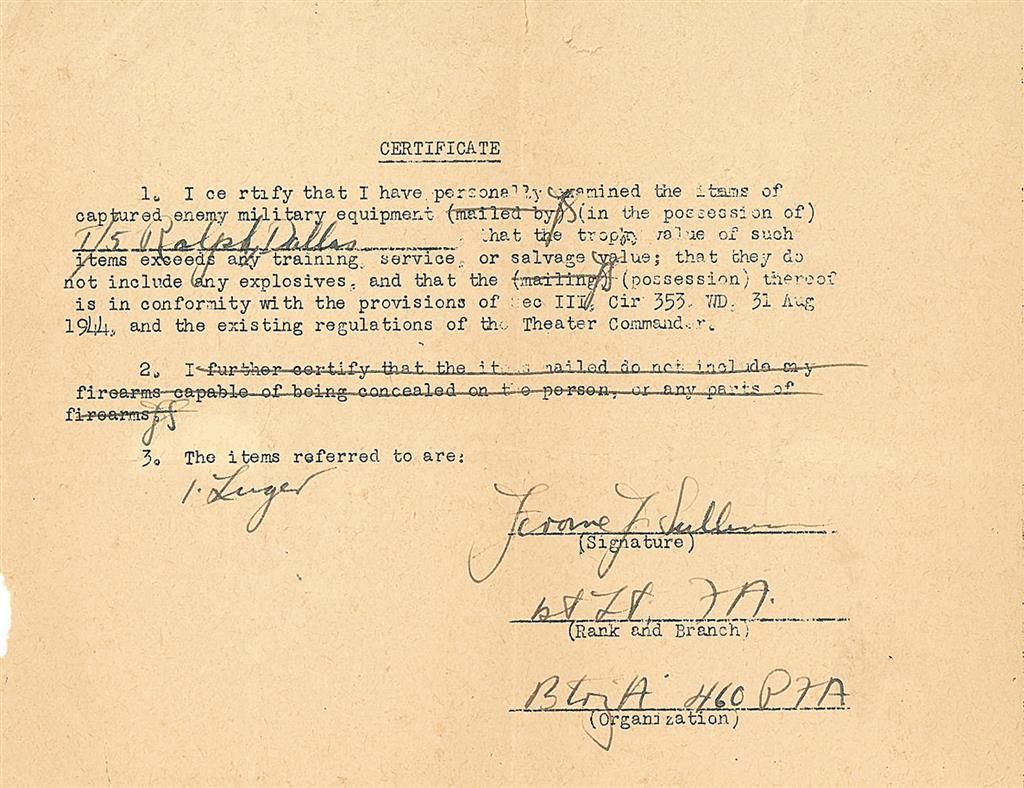 CERTIFICATE
1. I ce rtify that I have personally examined the items of
captured enemy military equipment (mailed by) (in the possession of)
T/5 Ralph Dallas that the trophy value of such
items exceeds any training, service, or salvage value; that they do
not include any explosives, and that the (mailing) (possession) thereof
is in conformity with the provisions of Sec III, Cir 353, WD, 31 Aug
1944, and the existing regulations of the Theater Commander.
2. I further certify that the items mailed do not include any
firearms capable of being concealed on the person, or any parts of
firearms.
3. The items referred to are:
1. Luger
Jerome J. Sullivan
(Signature)
1st Lt. FA.
(Rank and Branch)
Btry A 460 PFA
(Organization)